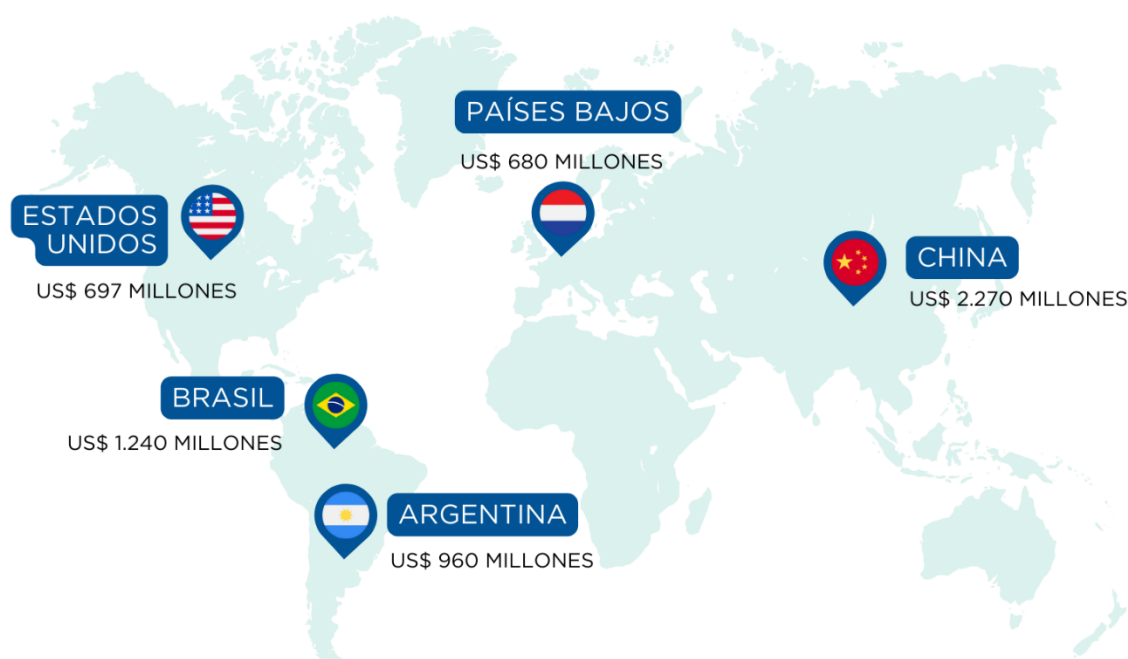 PAÍSES BAJOS
US$ 680 MILLONES
ESTADOS
UNIDOS
US$ 697 MILLONES
CHINA
US$ 2.270 MILLONES
BRASIL
US$ 1.240 MILLONES
ARGENTINA
US$ 960 MILLONES